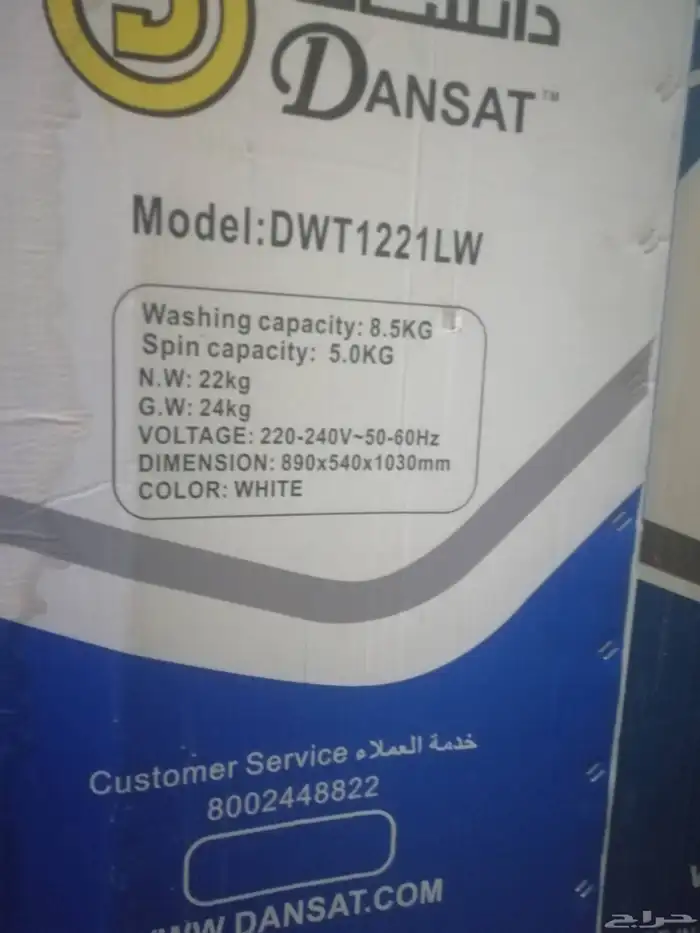 دانسات
DANSAT™
Model:DWT1221LW
Washing capacity: 8.5KG
Spin capacity: 5.0KG
N.W: 22kg
G.W: 24kg
VOLTAGE: 220-240V~50-60Hz
DIMENSION: 890x540x1030mm
COLOR: WHITE
Customer Service خدمة العملاء
8002448822
WWW.DANSAT.COM
حراج